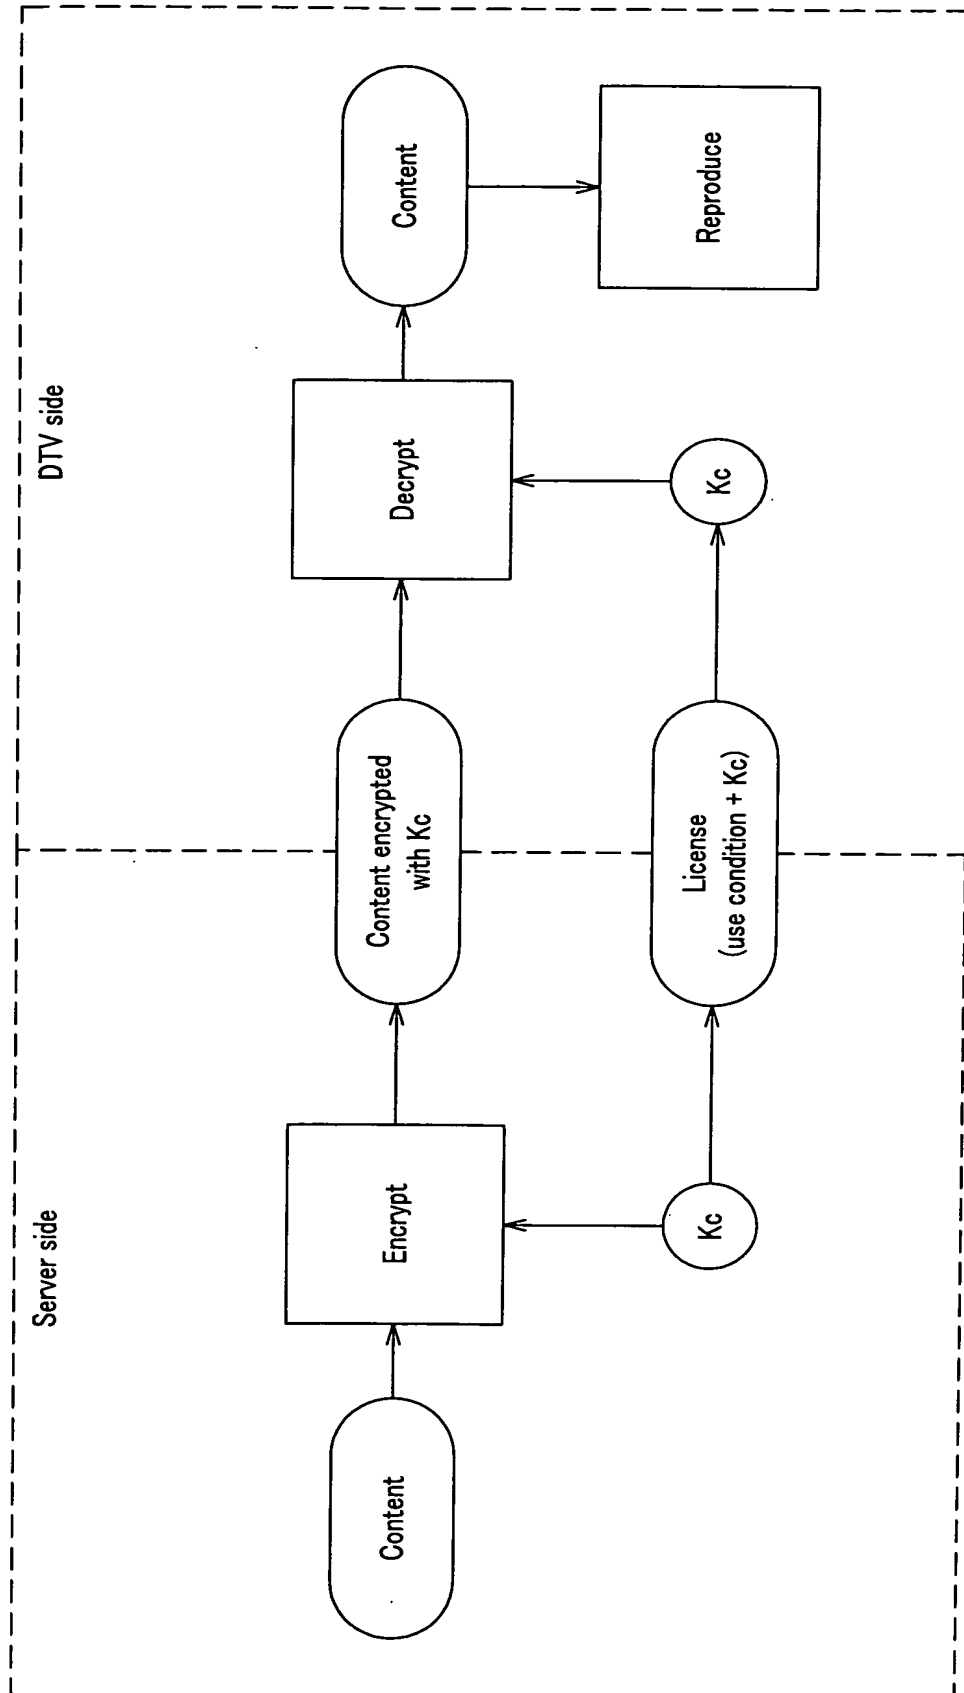 Server side
DTV side
Content
Encrypt
Content encrypted
with Kc
Decrypt
Content
Kc
License
(use condition + Kc)
Kc
Reproduce